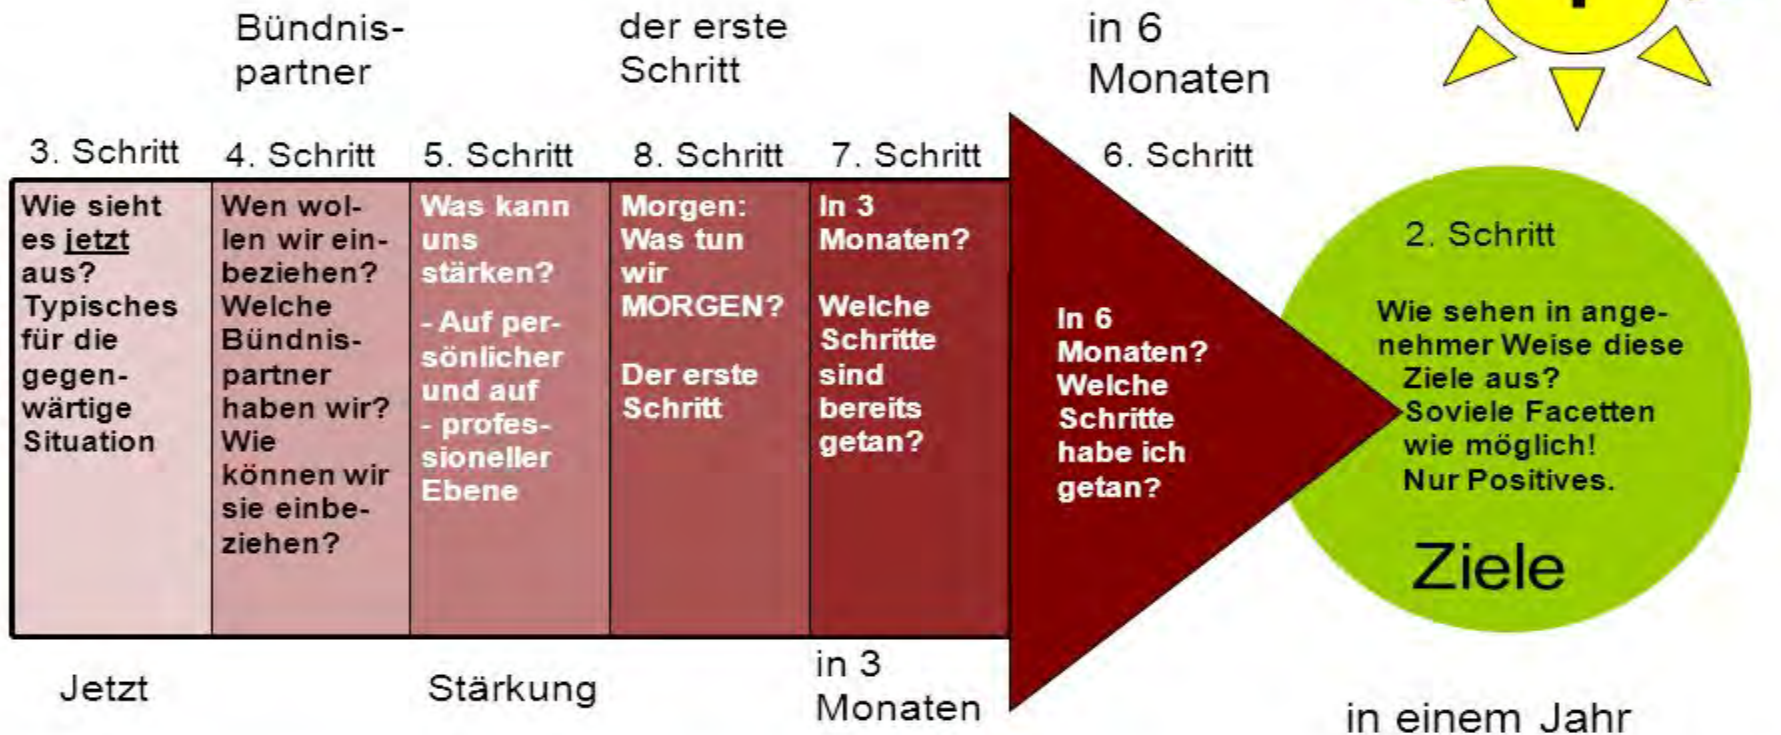 Bündnis-
partner
der erste
Schritt
in 6
Monaten
3. Schritt
4. Schritt
5. Schritt
8. Schritt
7. Schritt
6. Schritt
Wie sieht
es jetzt
aus?
Typisches
für die
gegen-
wärtige
Situation
Wen wol-
len wir ein-
beziehen?
Welche
Bündnis-
partner
haben wir?
Wie
können wir
sie einbe-
ziehen?
Was kann
uns
stärken?
- Auf per-
sönlicher
und auf
- profes-
sioneller
Ebene
Morgen:
Was tun
wir
MORGEN?
Der erste
Schritt
In 3
Monaten?
Welche
Schritte
sind
bereits
getan?
In 6
Monaten?
Welche
Schritte
habe ich
getan?
2. Schritt
Wie sehen in ange-
nehmer Weise diese
Ziele aus?
Soviele Facetten
wie möglich!
Nur Positives.
Ziele
Jetzt
Stärkung
in 3
Monaten
in einem Jahr